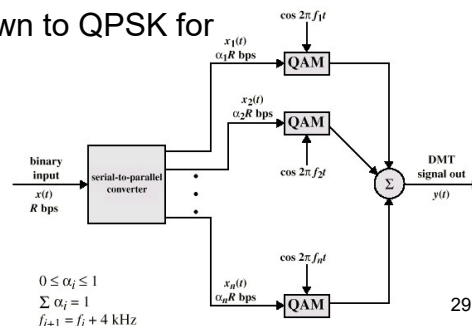 wn to QPSK for
cos 2πf₁t
x₁(t)
α₁R bps
QAM
x₂(t)
α₂R bps
QAM
cos 2πf₂t
binary
input
x(t)
R bps
serial-to-parallel
converter
DMT
signal out
y(t)
Σ
cos 2πfₙt
xₙ(t)
αₙR bps
QAM
0 ≤ αᵢ ≤ 1
Σ αᵢ = 1
fᵢ₊₁ = fᵢ + 4 kHz
29